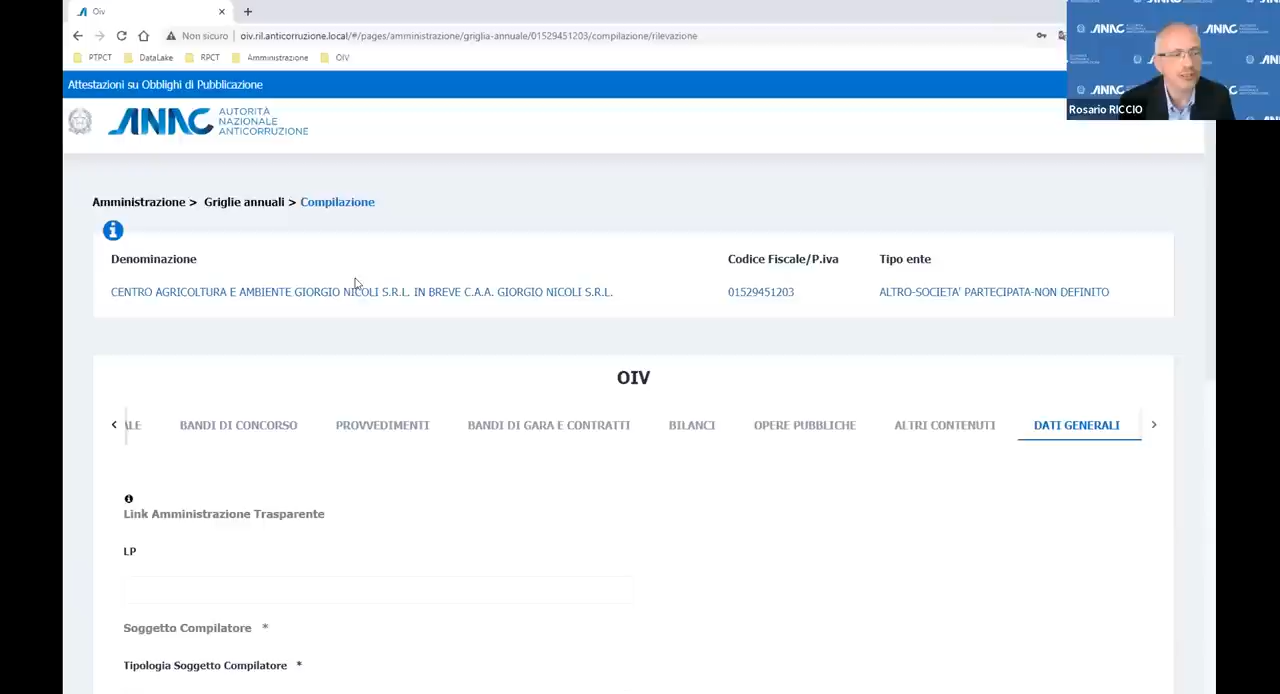 Oiv
Non sicuro
oiv.ril.anticorruzione.local/#/pages/amministrazione/griglia-annuale/01529451203/compilazione/rilevazione
PTPCT DataLake RPCT Amministrazione OIV
Attestazioni su Obblighi di Pubblicazione
ANAC AUTORITÀ
NAZIONALE
ANTICORRUZIONE
Rosario RICCIO
Amministrazione > Griglie annuali > Compilazione
Denominazione Codice Fiscale/P.iva Tipo ente
CENTRO AGRICOLTURA E AMBIENTE GIORGIO NICOLI S.R.L. IN BREVE C.A.A. GIORGIO NICOLI S.R.L. 01529451203 ALTRO-SOCIETA' PARTECIPATA-NON DEFINITO
OIV
BANDI DI CONCORSO PROVVEDIMENTI BANDI DI GARA E CONTRATTI BILANCI OPERE PUBBLICHE ALTRI CONTENUTI DATI GENERALI
Link Amministrazione Trasparente
LP
Soggetto Compilatore *
Tipologia Soggetto Compilatore *